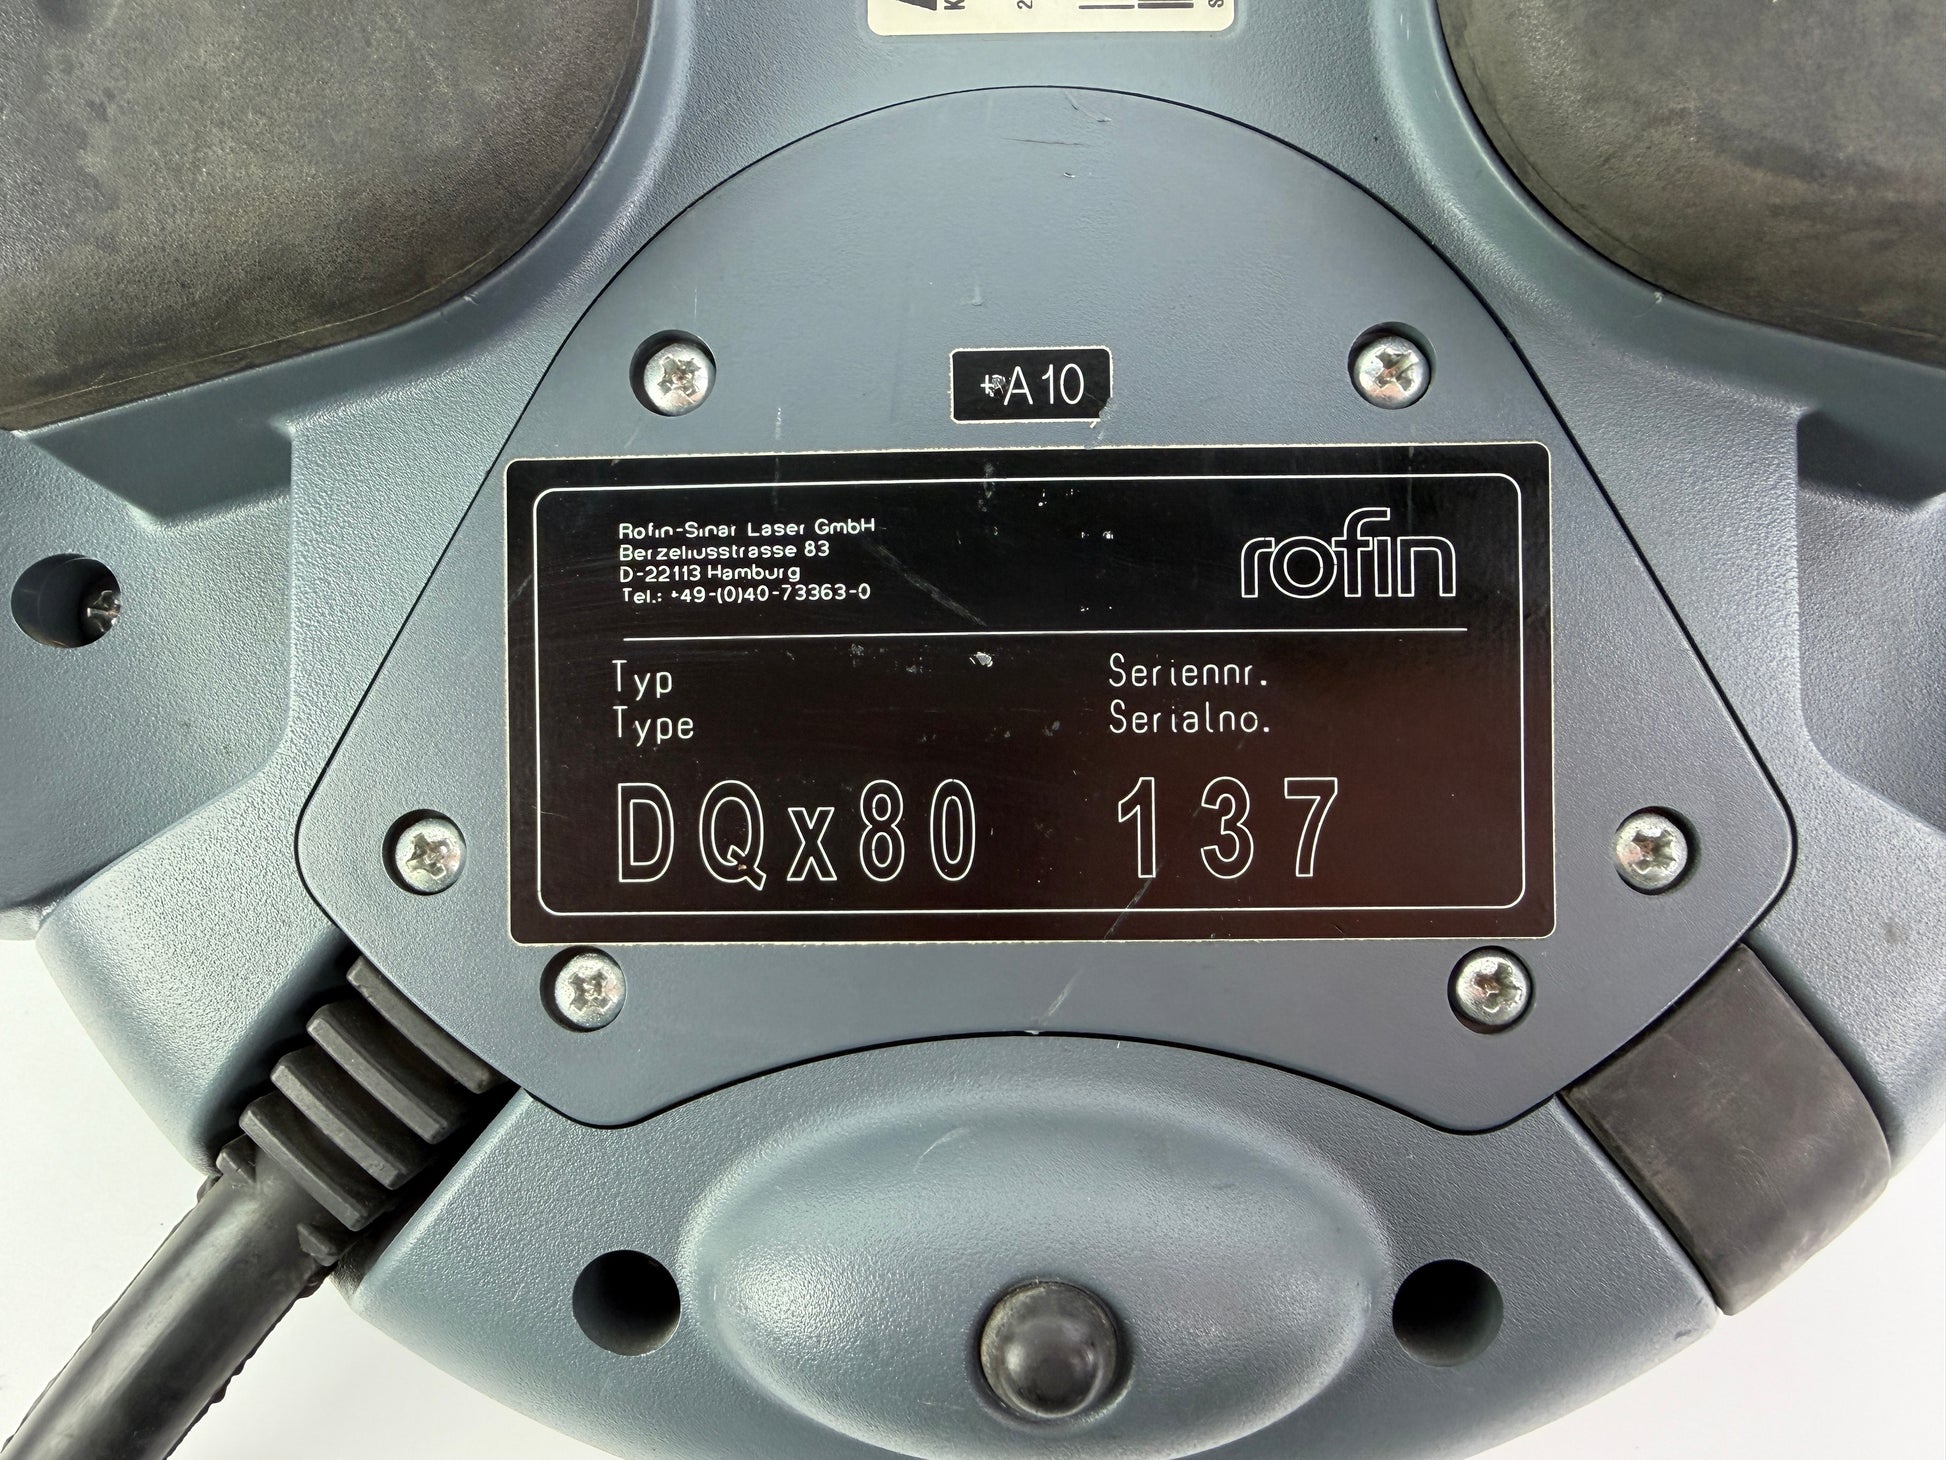 +A10
Rofin-Sinar Laser GmbH
Berzeliusstrasse 83
D-22113 Hamburg
Tel.: +49-(0)40-73363-0
rofin
Typ
Type
Seriennr.
Serialno.
DQx80
137